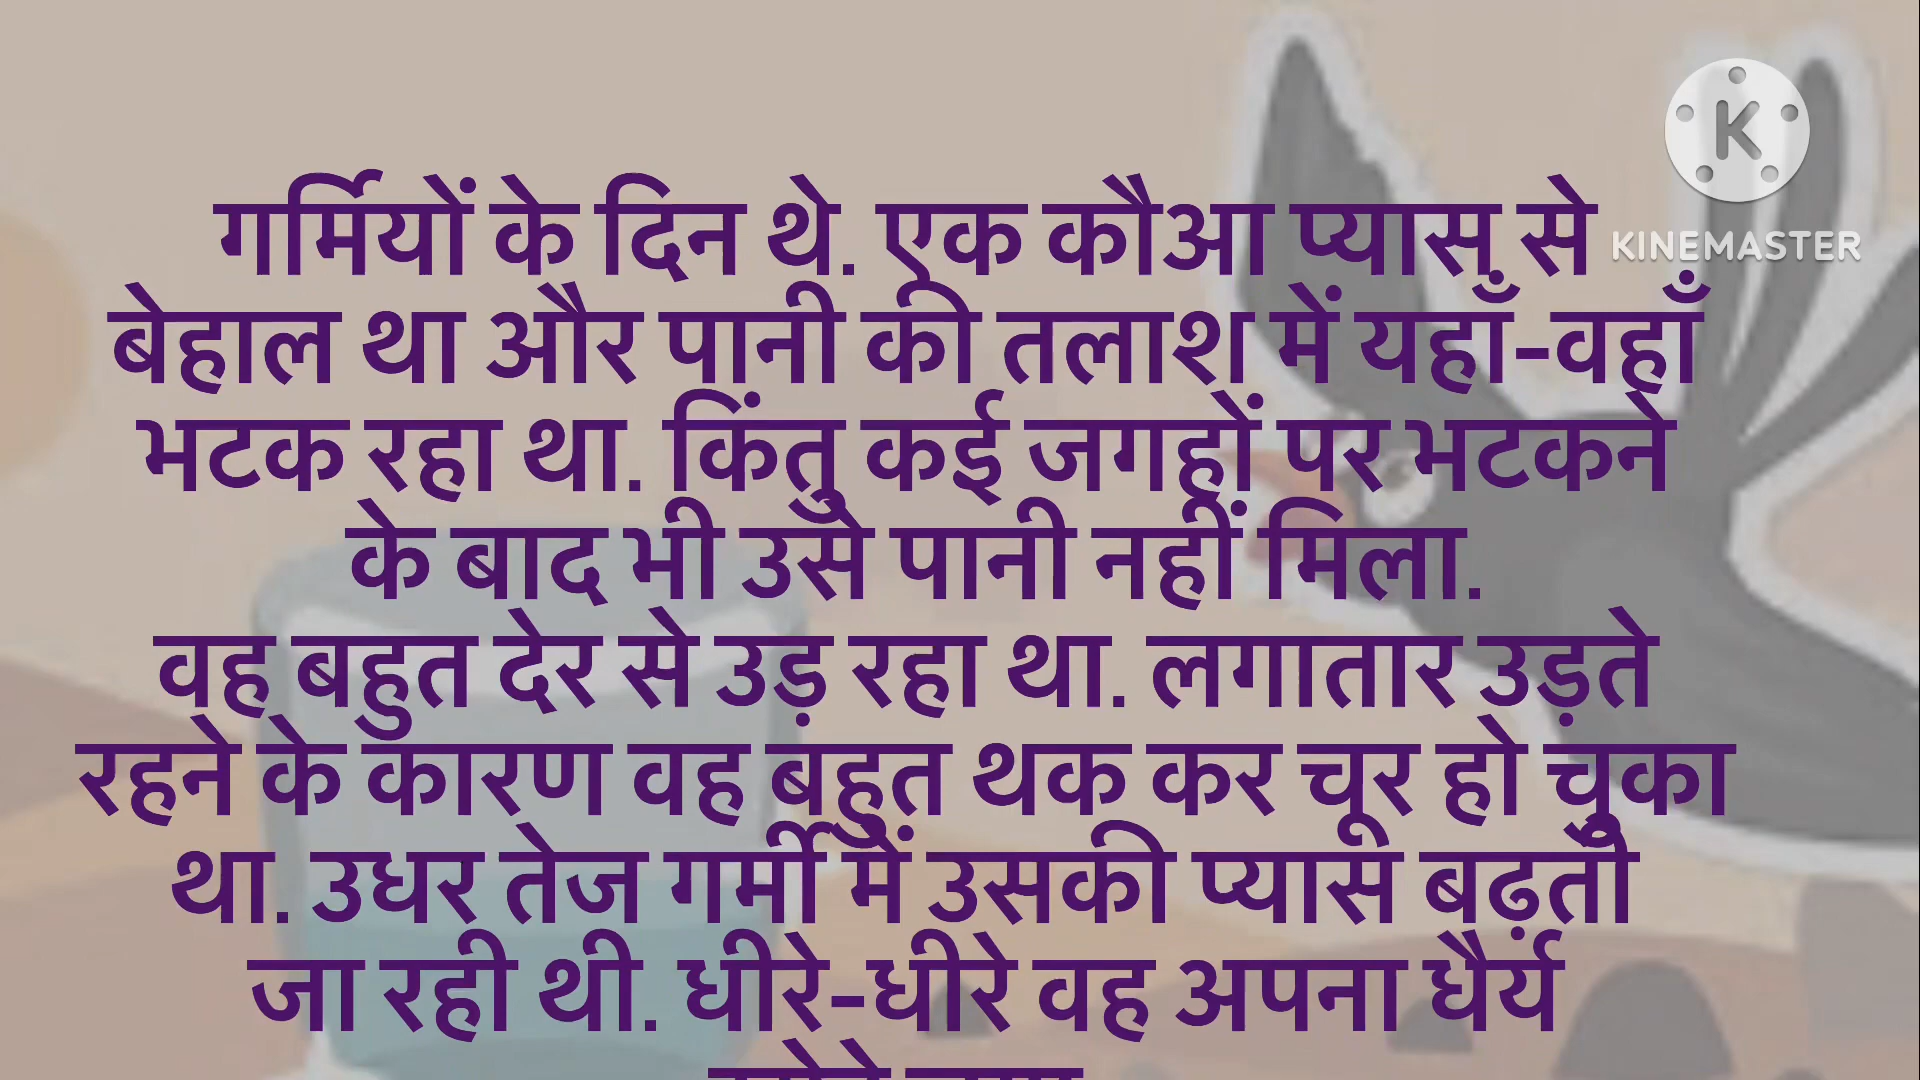 गर्मियों के दिन थे. एक कौआ प्यास से
बेहाल था और पानी की तलाश में यहाँ-वहाँ
भटक रहा था. किंतु कई जगहों पर भटकने
के बाद भी उसे पानी नहीं मिला.
वह बहुत देर से उड़ रहा था. लगातार उड़ते
रहने के कारण वह बहुत थक कर चूर हो चुका
था. उधर तेज गर्मी में उसकी प्यास बढ़ती
जा रही थी. धीरे-धीरे वह अपना धैर्य
K
KINEMASTER